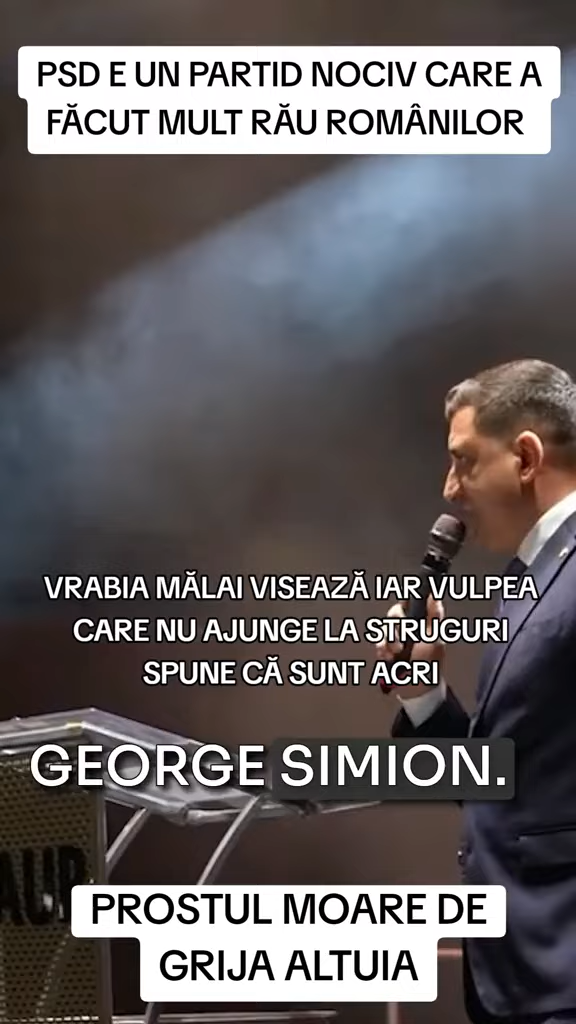 PSD E UN PARTID NOCIV CARE A
FĂCUT MULT RĂU ROMÂNILOR
VRABIA MĂLAI VISEAZĂ IAR VULPEA
CARE NU AJUNGE LA STRUGURI
SPUNE CĂ SUNT ACRI
GEORGE SIMION.
AUR
PROSTUL MOARE DE
GRIJA ALTUIA